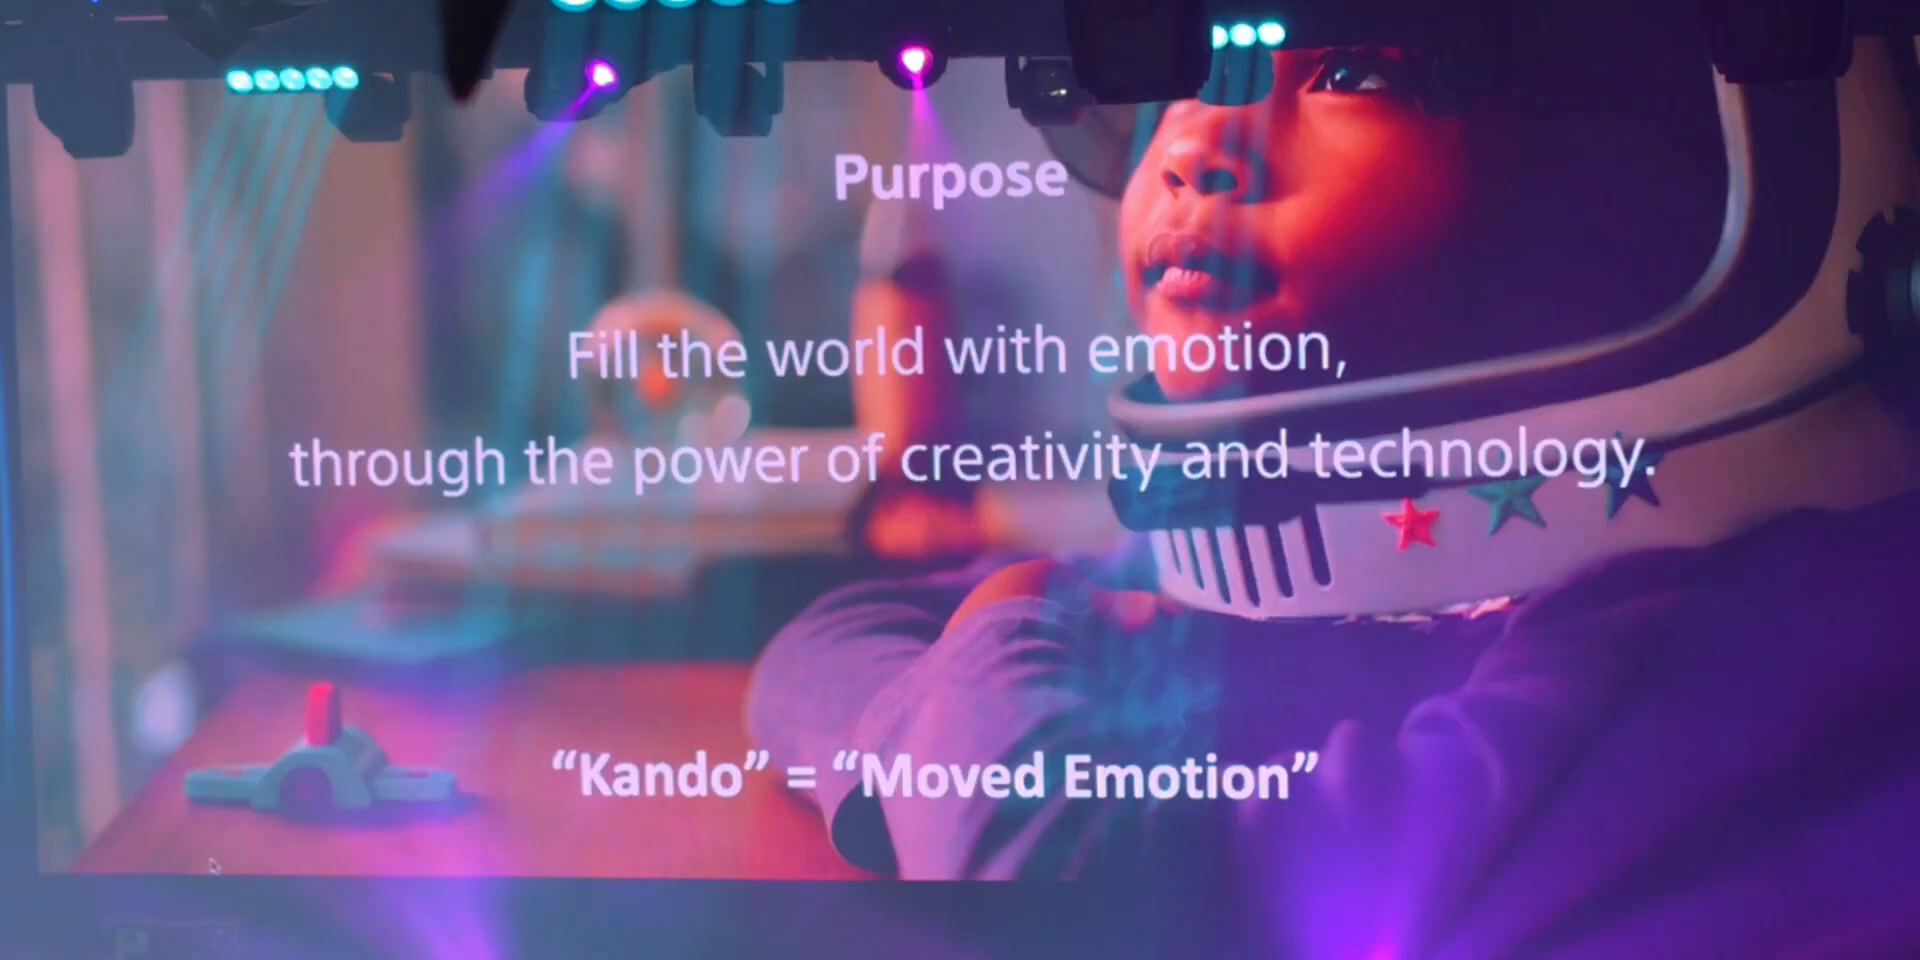 Purpose
Fill the world with emotion,
through the power of creativity and technology.
“Kando” = “Moved Emotion”